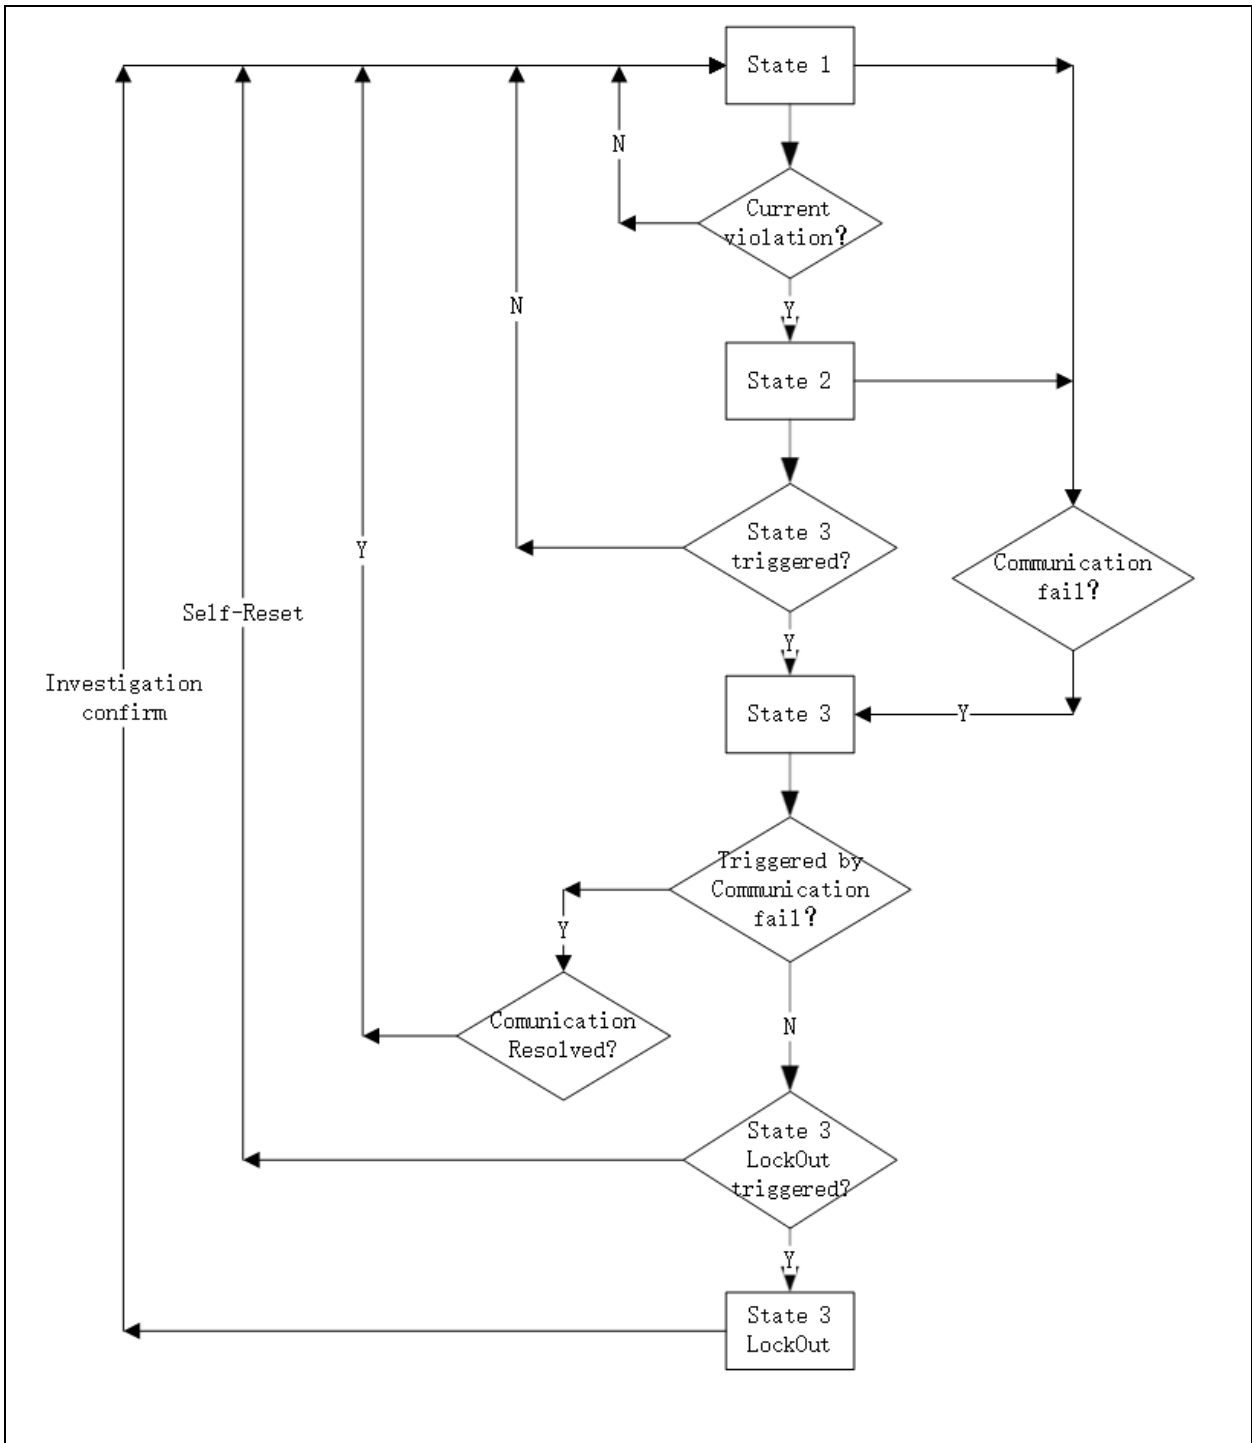 State 1
N
Current
violation?
N
Y
State 2
State 3
triggered?
Communication
fail?
Y
Self-Reset
Y
Investigation
confirm
State 3
Y
Triggered by
Communication
fail?
Y
Comunication
Resolved?
N
State 3
LockOut
triggered?
Y
State 3
LockOut